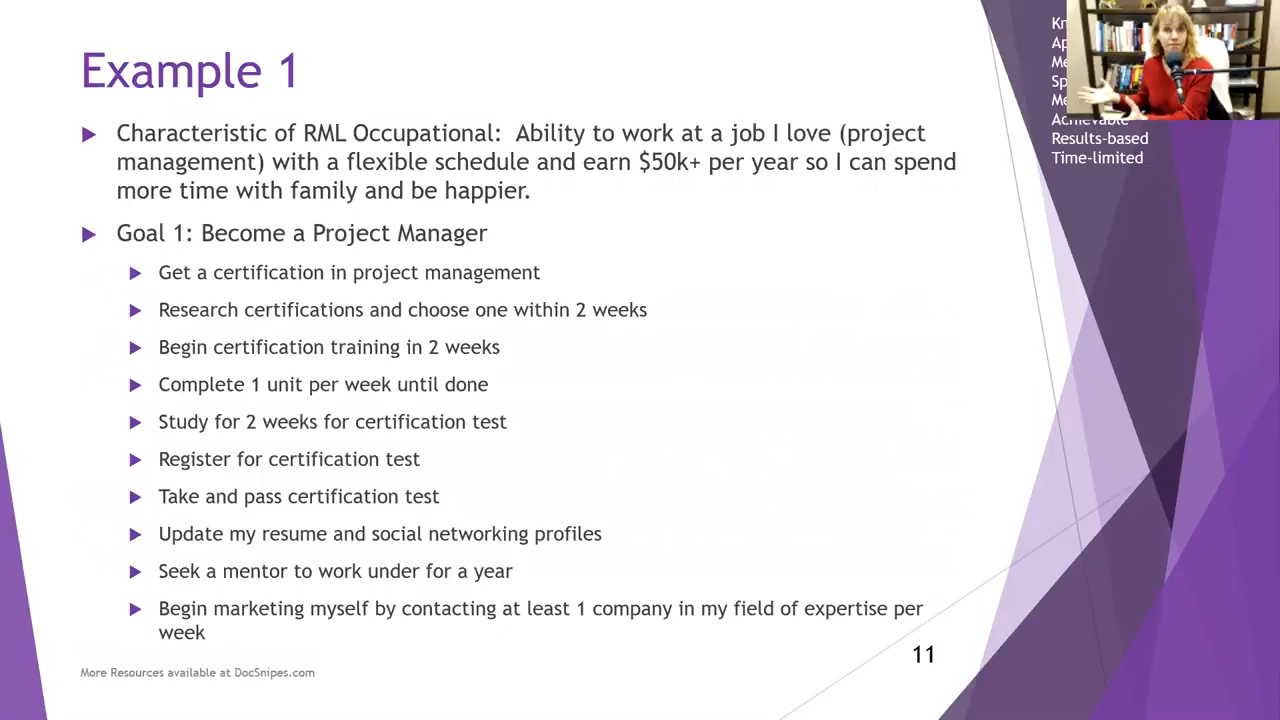 Example 1
Characteristic of RML Occupational: Ability to work at a job I love (project
management) with a flexible schedule and earn $50k+ per year so I can spend
more time with family and be happier.
Goal 1: Become a Project Manager
Get a certification in project management
Research certifications and choose one within 2 weeks
Begin certification training in 2 weeks
Complete 1 unit per week until done
Study for 2 weeks for certification test
Register for certification test
Take and pass certification test
Update my resume and social networking profiles
Seek a mentor to work under for a year
Begin marketing myself by contacting at least 1 company in my field of expertise per
week
More Resources available at DocSnipes.com
11
Achievable
Results-based
Time-limited